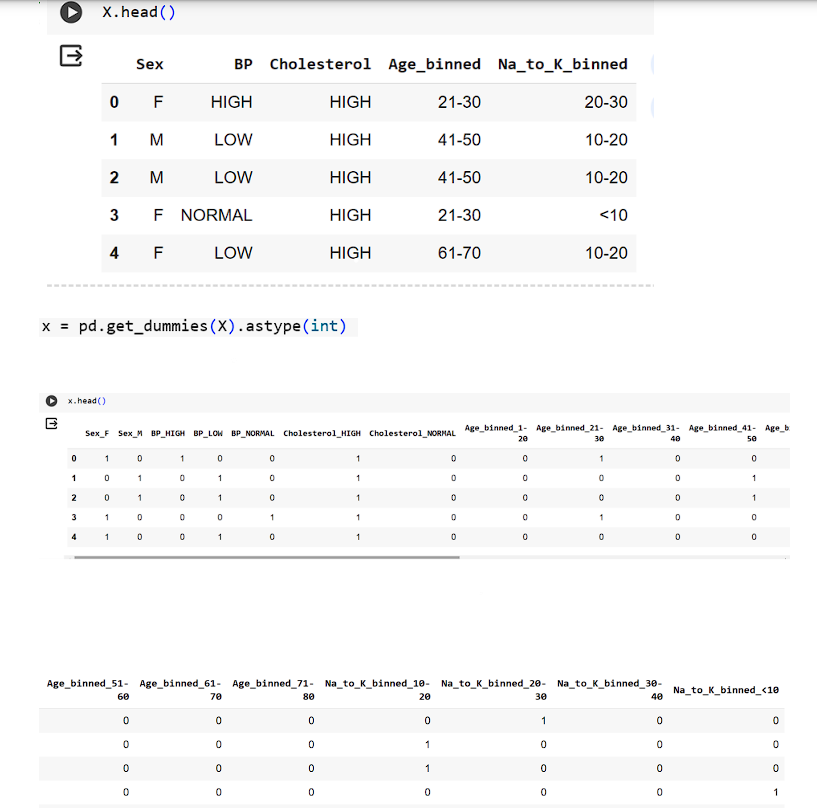 X.head()
Sex BP Cholesterol Age_binned Na_to_K_binned
0 F HIGH HIGH 21-30 20-30
1 M LOW HIGH 41-50 10-20
2 M LOW HIGH 41-50 10-20
3 F NORMAL HIGH 21-30 <10
4 F LOW HIGH 61-70 10-20
x = pd.get_dummies(X).astype(int)
x.head()
Sex_F Sex_M BP_HIGH BP_LOW BP_NORMAL Cholesterol_HIGH Cholesterol_NORMAL Age_binned_1-20 Age_binned_21-30 Age_binned_31-40 Age_binned_41-50 Age_b
0 1 0 1 0 0 1 0 0 1 0 0
1 0 1 0 1 0 1 0 0 0 0 1
2 0 1 0 1 0 1 0 0 0 0 1
3 1 0 0 0 1 1 0 0 1 0 0
4 1 0 0 1 0 1 0 0 0 0 0
Age_binned_51-60 Age_binned_61-70 Age_binned_71-80 Na_to_K_binned_10-20 Na_to_K_binned_20-30 Na_to_K_binned_30-40 Na_to_K_binned_<10
0 0 0 0 1 0 0
0 0 0 1 0 0 0
0 0 0 1 0 0 0
0 0 0 0 0 0 1